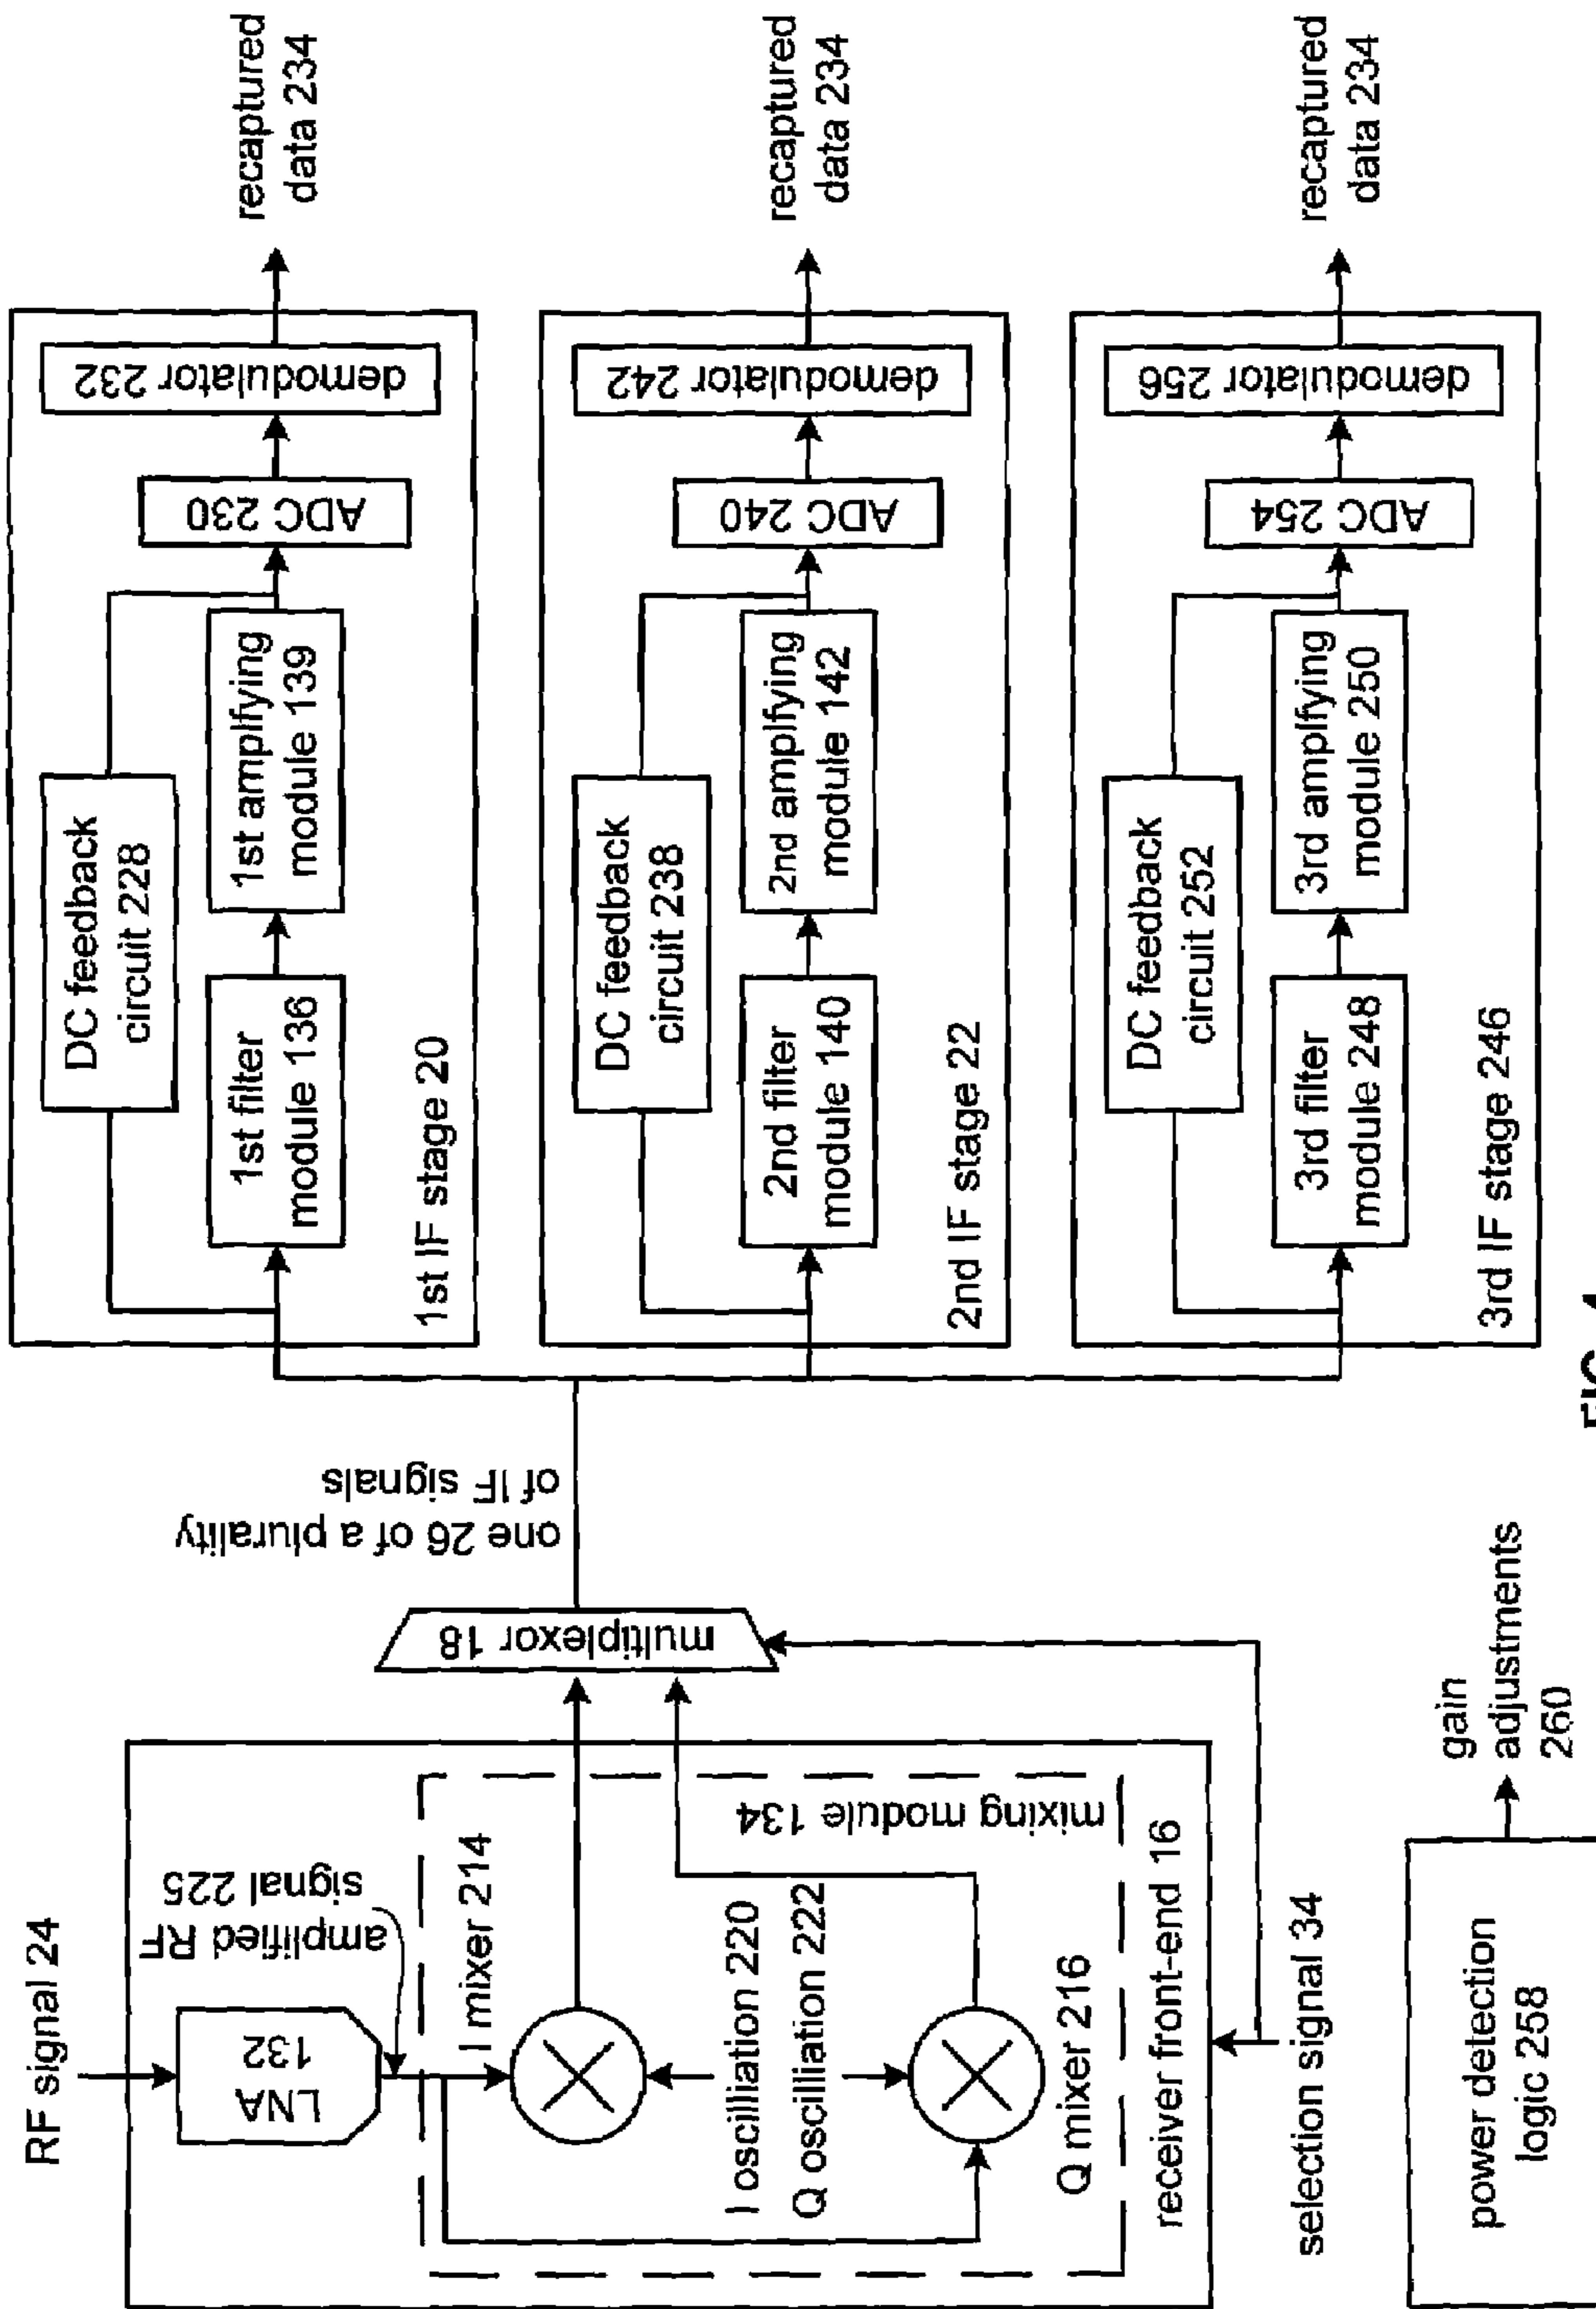 RF signal 24
LNA
132
amplified RF
signal 225
I mixer 214
I oscilliation 220
Q oscilliation 222
Q mixer 216
mixing module 134
receiver front-end 16
selection signal 34
multiplexor 18
one 26 of a plurality
of IF signals
power detection
logic 258
gain
adjustments
260
DC feedback
circuit 228
1st filter
module 136
1st amplfying
module 139
ADC 230
demodulator 232
1st IF stage 20
recaptured
data 234
DC feedback
circuit 238
2nd filter
module 140
2nd amplfying
module 142
ADC 240
demodulator 242
2nd IF stage 22
recaptured
data 234
DC feedback
circuit 252
3rd filter
module 248
3rd amplfying
module 250
ADC 254
demodulator 256
3rd IF stage 246
recaptured
data 234